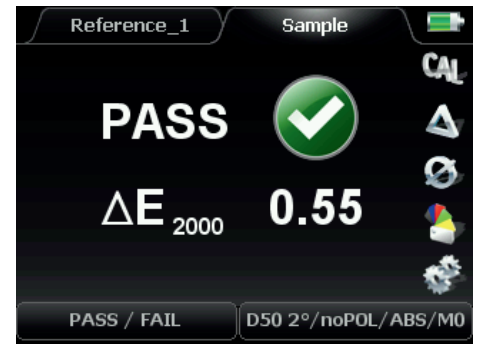 Reference_1 Sample
CAL
PASS
ΔE 2000 0.55
PASS / FAIL D50 2°/noPOL/ABS/M0